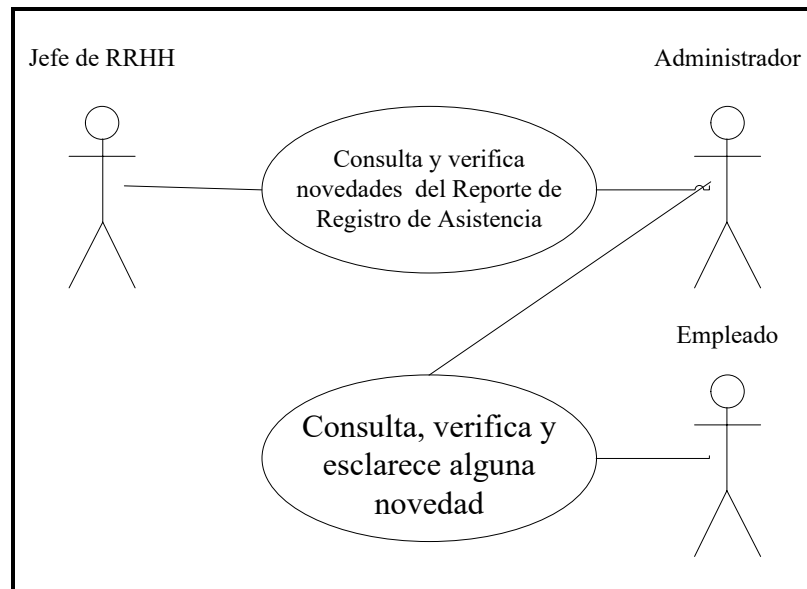 Jefe de RRHH
Administrador
Consulta y verifica
novedades del Reporte de
Registro de Asistencia
Empleado
Consulta, verifica y
esclarece alguna
novedad